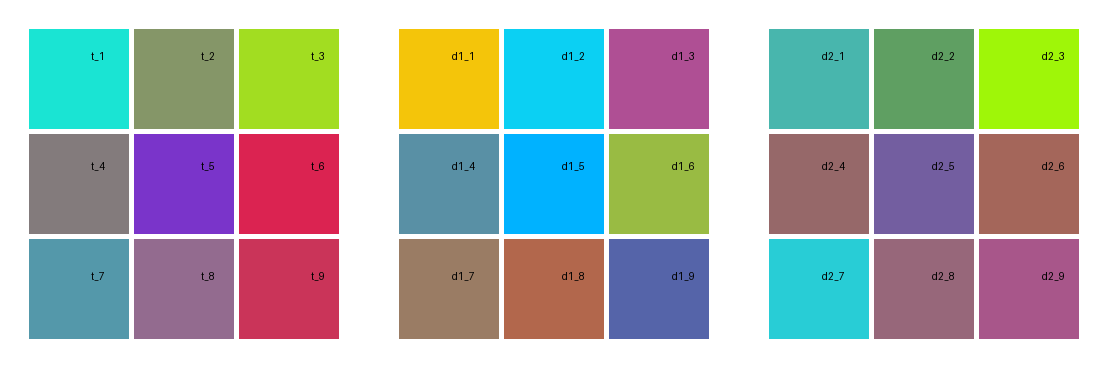 t_1 t_2 t_3 d1_1 d1_2 d1_3 d2_1 d2_2 d2_3
t_4 t_5 t_6 d1_4 d1_5 d1_6 d2_4 d2_5 d2_6
t_7 t_8 t_9 d1_7 d1_8 d1_9 d2_7 d2_8 d2_9